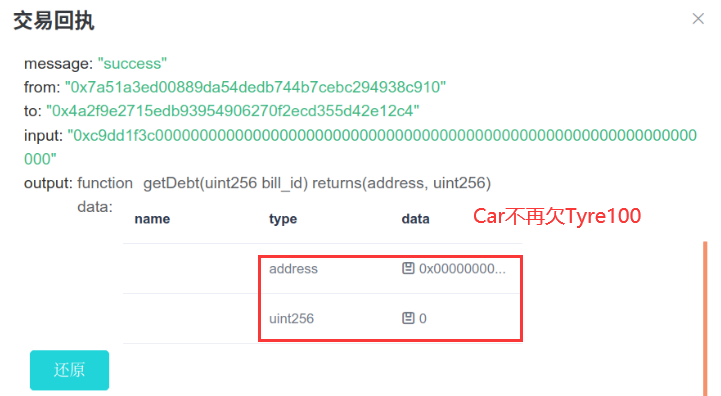 交易回执
message: "success"
from: "0x7a51a3ed00889da54dedb744b7cebc294938c910"
to: "0x4a2f9e2715edb93954906270f2ecd355d42e12c4"
input: "0xc9dd1f3c0000000000000000000000000000000000000000000000000000000000000
000"
output: function getDebt(uint256 bill_id) returns(address, uint256)
data:
name type data
Car不再欠Tyre100
address 0x00000000...
uint256 0
还原